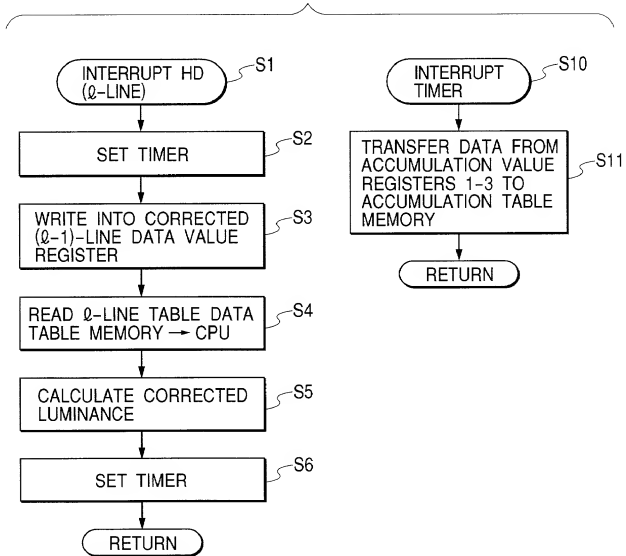 INTERRUPT HD
(ℓ-LINE)
S1
SET TIMER
S2
WRITE INTO CORRECTED
(ℓ-1)-LINE DATA VALUE
REGISTER
S3
READ ℓ-LINE TABLE DATA
TABLE MEMORY → CPU
S4
CALCULATE CORRECTED
LUMINANCE
S5
SET TIMER
S6
RETURN
INTERRUPT
TIMER
S10
TRANSFER DATA FROM
ACCUMULATION VALUE
REGISTERS 1-3 TO
ACCUMULATION TABLE
MEMORY
S11
RETURN